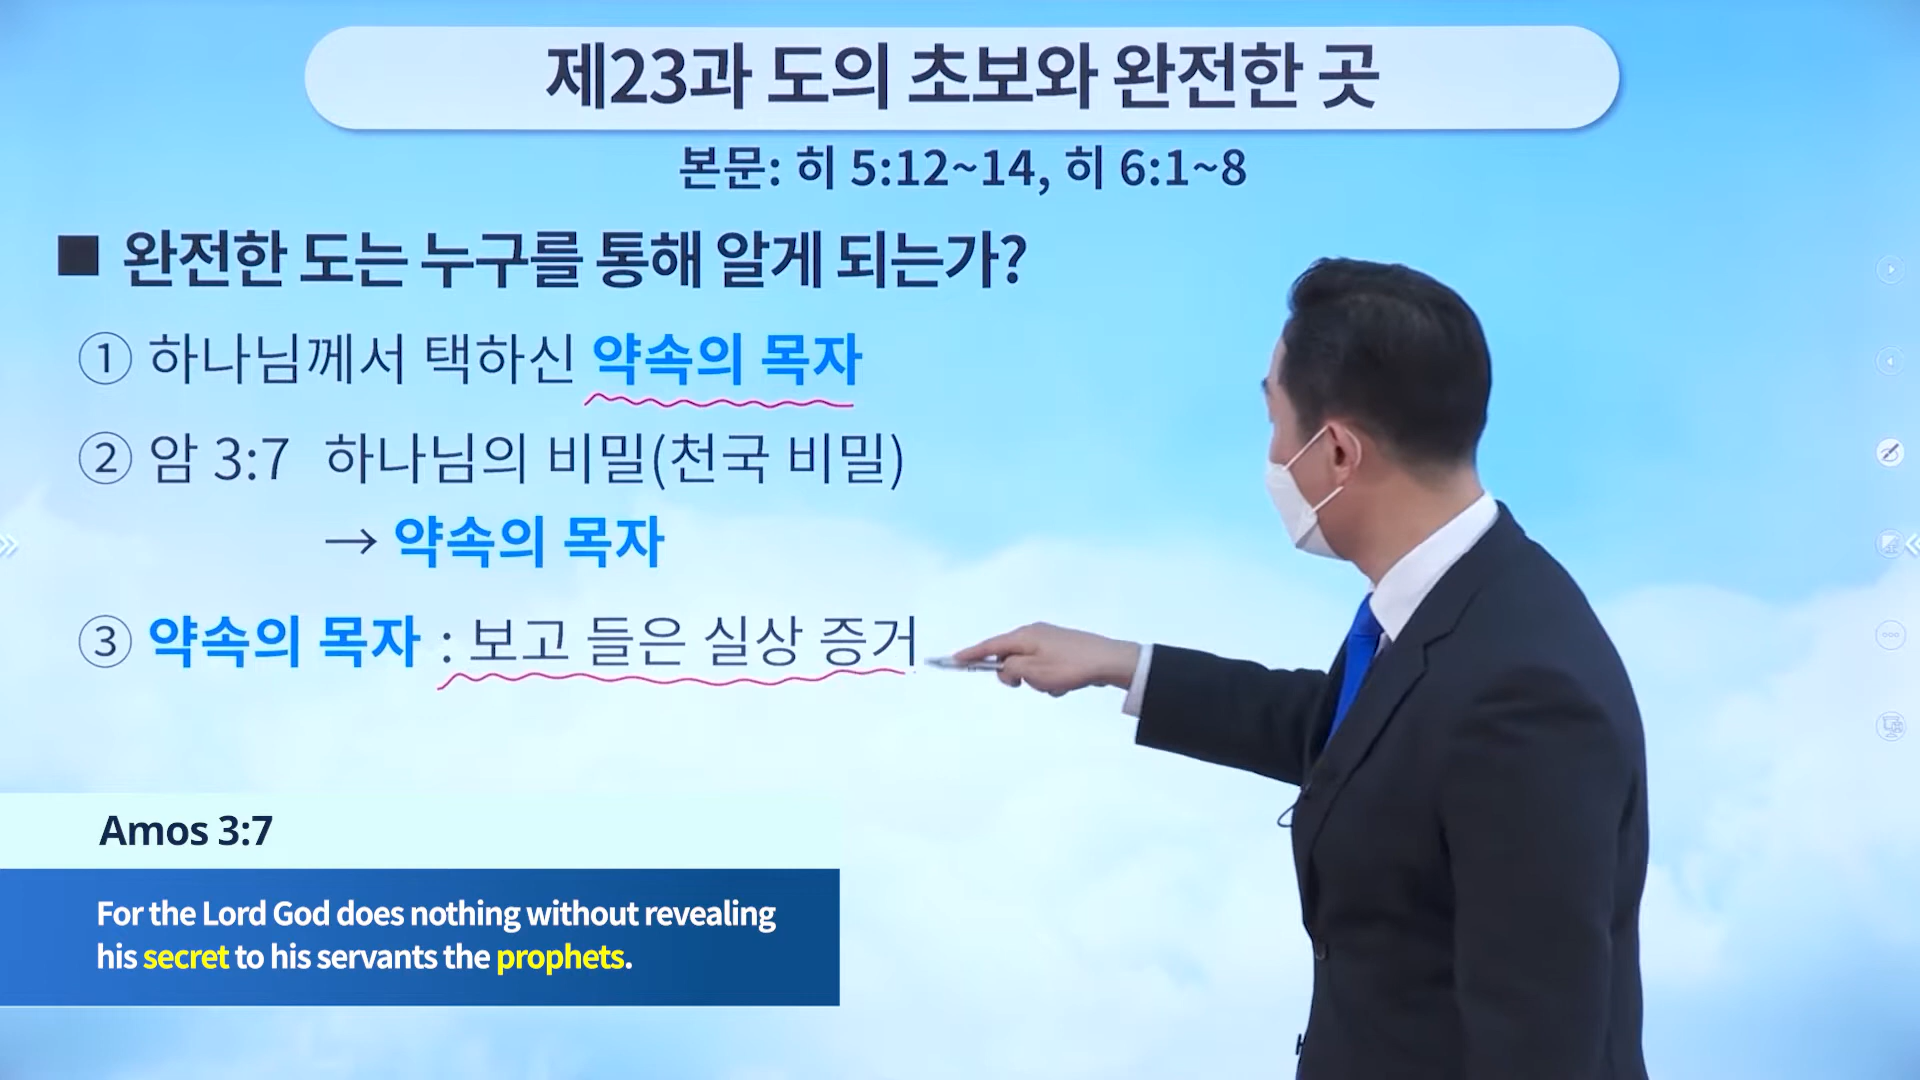 제23과 도의 초보와 완전한 곳
본문: 히 5:12~14, 히 6:1~8
■ 완전한 도는 누구를 통해 알게 되는가?
① 하나님께서 택하신 약속의 목자
② 암 3:7 하나님의 비밀(천국 비밀)
→ 약속의 목자
③ 약속의 목자 : 보고 들은 실상 증거
Amos 3:7
For the Lord God does nothing without revealing
his secret to his servants the prophets.